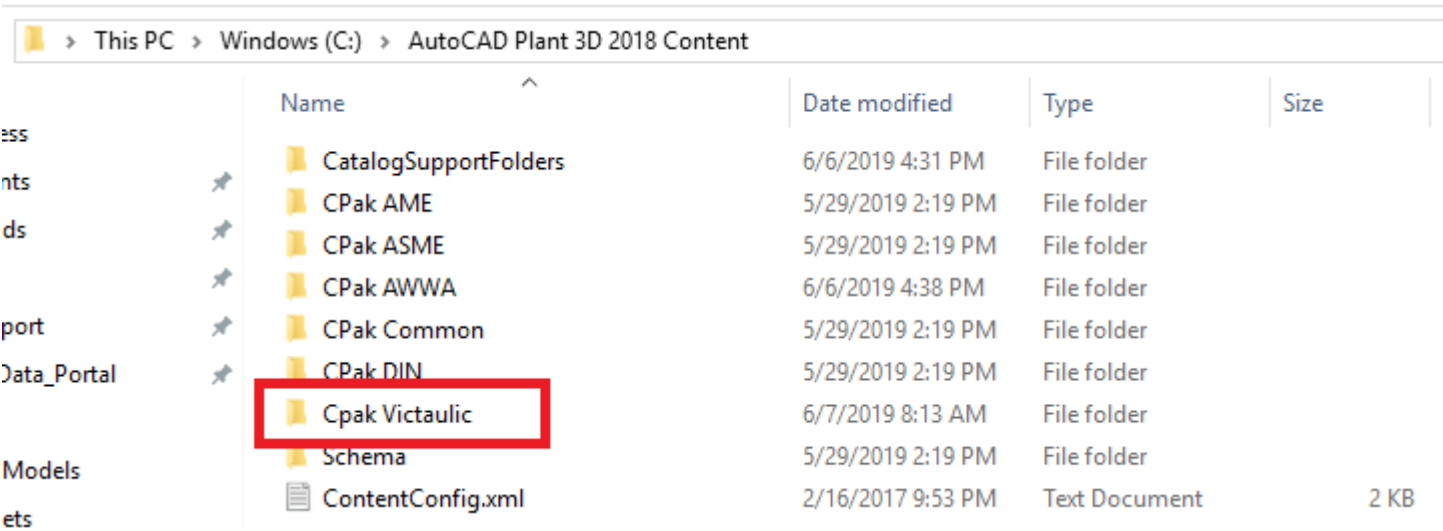 This PC > Windows (C:) > AutoCAD Plant 3D 2018 Content
Name Date modified Type Size
ess
CatalogSupportFolders 6/6/2019 4:31 PM File folder
nts
CPak AME 5/29/2019 2:19 PM File folder
ds
CPak ASME 5/29/2019 2:19 PM File folder
CPak AWWA 6/6/2019 4:38 PM File folder
port
CPak Common 5/29/2019 2:19 PM File folder
Data_Portal
CPak DIN 5/29/2019 2:19 PM File folder
Cpak Victaulic 6/7/2019 8:13 AM File folder
Models
Schema 5/29/2019 2:19 PM File folder
ContentConfig.xml 2/16/2017 9:53 PM Text Document 2 KB
ets